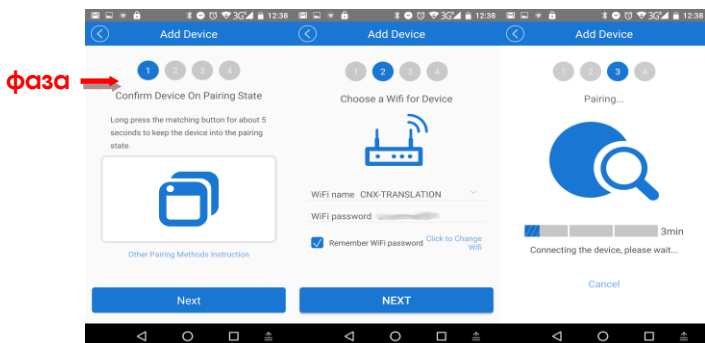 12:38
3G
Add Device
1 2 3 4
Confirm Device On Pairing State
Long press the matching button for about 5
seconds to keep the device into the pairing
state.
Other Pairing Methods Instruction
Next
фаза
12:38
3G
Add Device
1 2 3 4
Choose a Wifi for Device
WiFi name CNX-TRANSLATION
WiFi password
Remember WiFi password
Click to Change
Wifi
NEXT
12:38
3G
Add Device
1 2 3 4
Pairing...
3min
Connecting the device, please wait...
Cancel